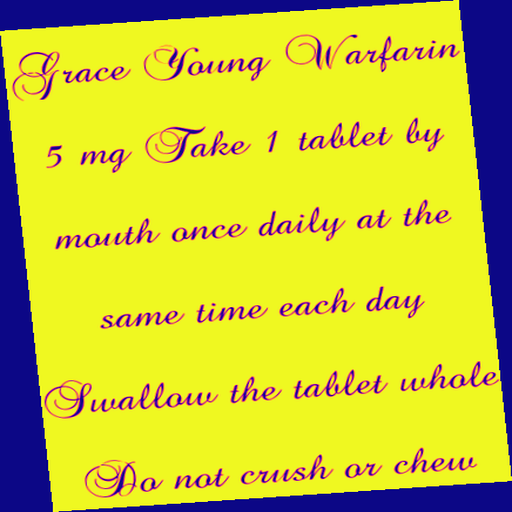 Grace Young Warfarin
5 mg Take 1 tablet by
mouth once daily at the
same time each day
Swallow the tablet whole
Do not crush or chew